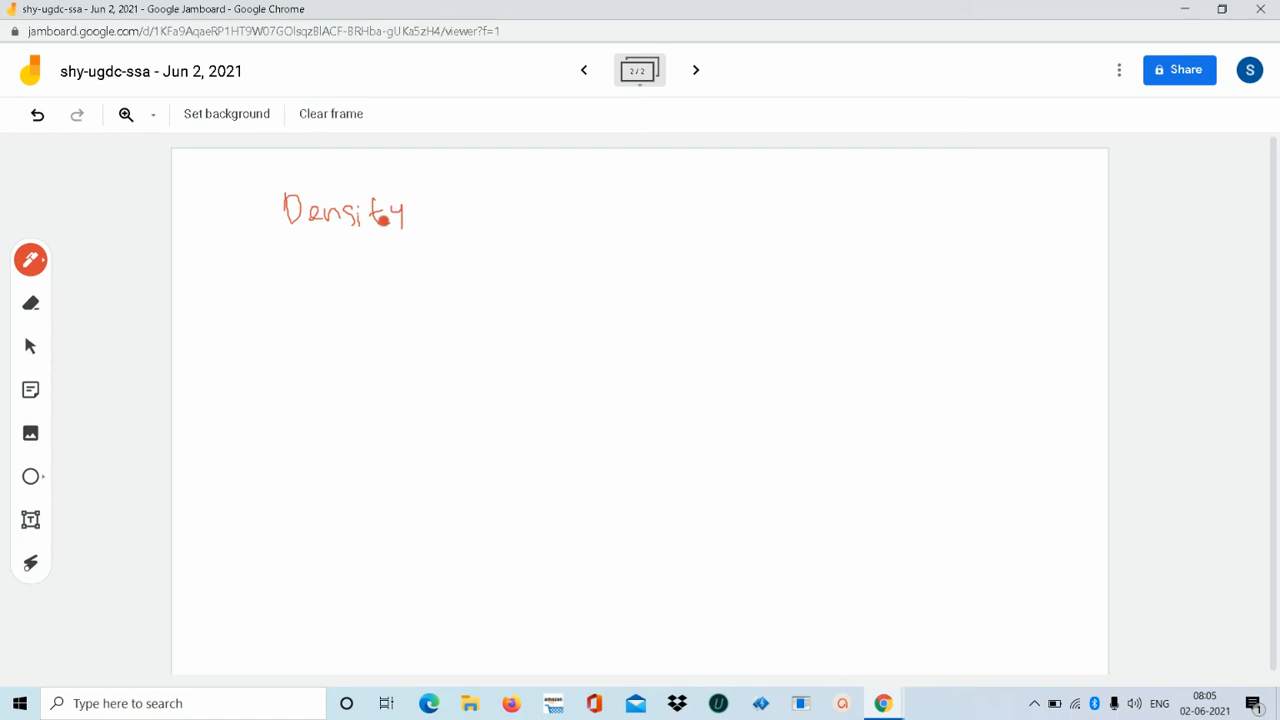 shy-ugdc-ssa - Jun 2, 2021 - Google Jamboard - Google Chrome
jamboard.google.com/d/1KFa9AqaeRP1HT9W07GOlsqzBlACF-BRHba-gUKa5zH4/viewer?f=1
shy-ugdc-ssa - Jun 2, 2021
2 / 2
Share
S
Set background
Clear frame
Density
Type here to search
ENG
08:05
02-06-2021
1